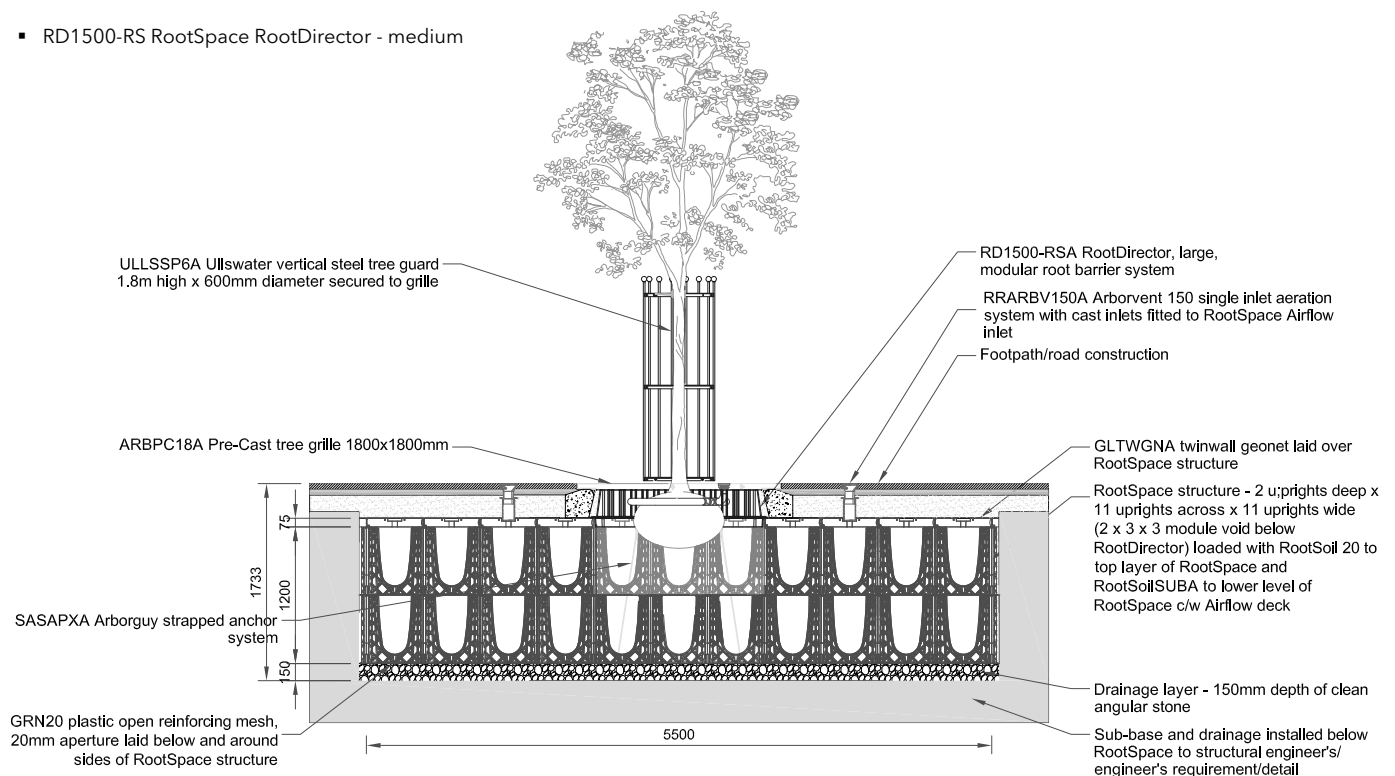 ▪ RD1500-RS RootSpace RootDirector - medium
ULLSSP6A Ullswater vertical steel tree guard
1.8m high x 600mm diameter secured to grille
RD1500-RSA RootDirector, large,
modular root barrier system
RRARBV150A Arborvent 150 single inlet aeration
system with cast inlets fitted to RootSpace Airflow
inlet
Footpath/road construction
ARBPC18A Pre-Cast tree grille 1800x1800mm
GLTWGNA twinwall geonet laid over
RootSpace structure
RootSpace structure - 2 u;prights deep x
11 uprights across x 11 uprights wide
(2 x 3 x 3 module void below
RootDirector) loaded with RootSoil 20 to
top layer of RootSpace and
RootSoilSUBA to lower level of
RootSpace c/w Airflow deck
75
1733
1200
150
SASAPXA Arborguy strapped anchor
system
GRN20 plastic open reinforcing mesh,
20mm aperture laid below and around
sides of RootSpace structure
5500
Drainage layer - 150mm depth of clean
angular stone
Sub-base and drainage installed below
RootSpace to structural engineer's/
engineer's requirement/detail